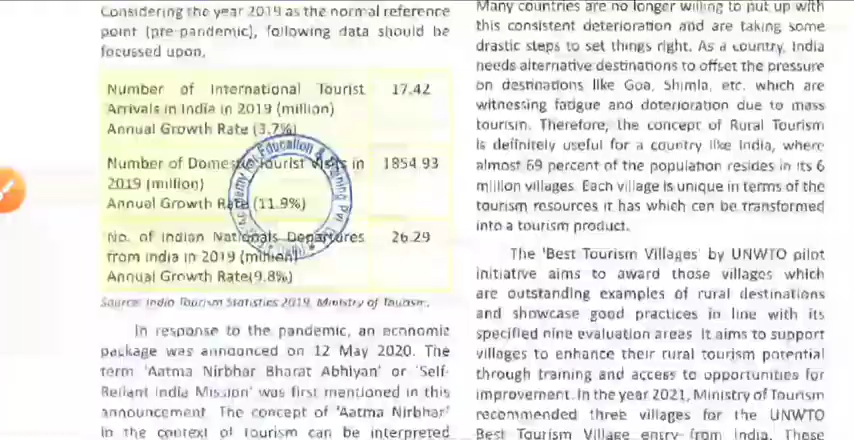 Considering the year 2019 as the normal reference
point (pre-pandemic), following data should be
focussed upon.
Number of International Tourist 17.42
Arrivals in India in 2019 (million)
Annual Growth Rate (3.7%)
Number of Domestic Tourist Visits in 1854.93
2019 (million)
Annual Growth Rate (11.9%)
No. of Indian Nationals Departures 26.29
from India in 2019 (million)
Annual Growth Rate(9.8%)
Source: India Tourism Statistics 2019, Ministry of Tourism.
In response to the pandemic, an economic
package was announced on 12 May 2020. The
term 'Aatma Nirbhar Bharat Abhiyan' or 'Self-
Reliant India Mission' was first mentioned in this
announcement. The concept of 'Aatma Nirbhar'
in the context of tourism can be interpreted
Many countries are no longer willing to put up with
this consistent deterioration and are taking some
drastic steps to set things right. As a country, India
needs alternative destinations to offset the pressure
on destinations like Goa, Shimla, etc. which are
witnessing fatigue and deterioration due to mass
tourism. Therefore, the concept of Rural Tourism
is definitely useful for a country like India, where
almost 69 percent of the population resides in its 6
million villages. Each village is unique in terms of the
tourism resources it has which can be transformed
into a tourism product.
The 'Best Tourism Villages' by UNWTO pilot
initiative aims to award those villages which
are outstanding examples of rural destinations
and showcase good practices in line with its
specified nine evaluation areas. It aims to support
villages to enhance their rural tourism potential
through training and access to opportunities for
improvement. In the year 2021, Ministry of Tourism
recommended three villages for the UNWTO
Best Tourism Village entry from India. These
Education &